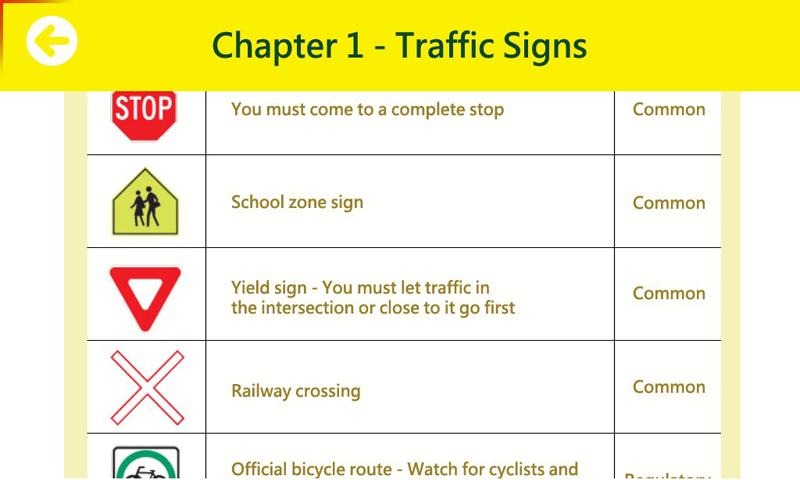 Chapter 1 - Traffic Signs
STOP
You must come to a complete stop
Common
School zone sign
Common
Yield sign - You must let traffic in
the intersection or close to it go first
Common
Railway crossing
Common
Official bicycle route - Watch for cyclists and
Regulatory